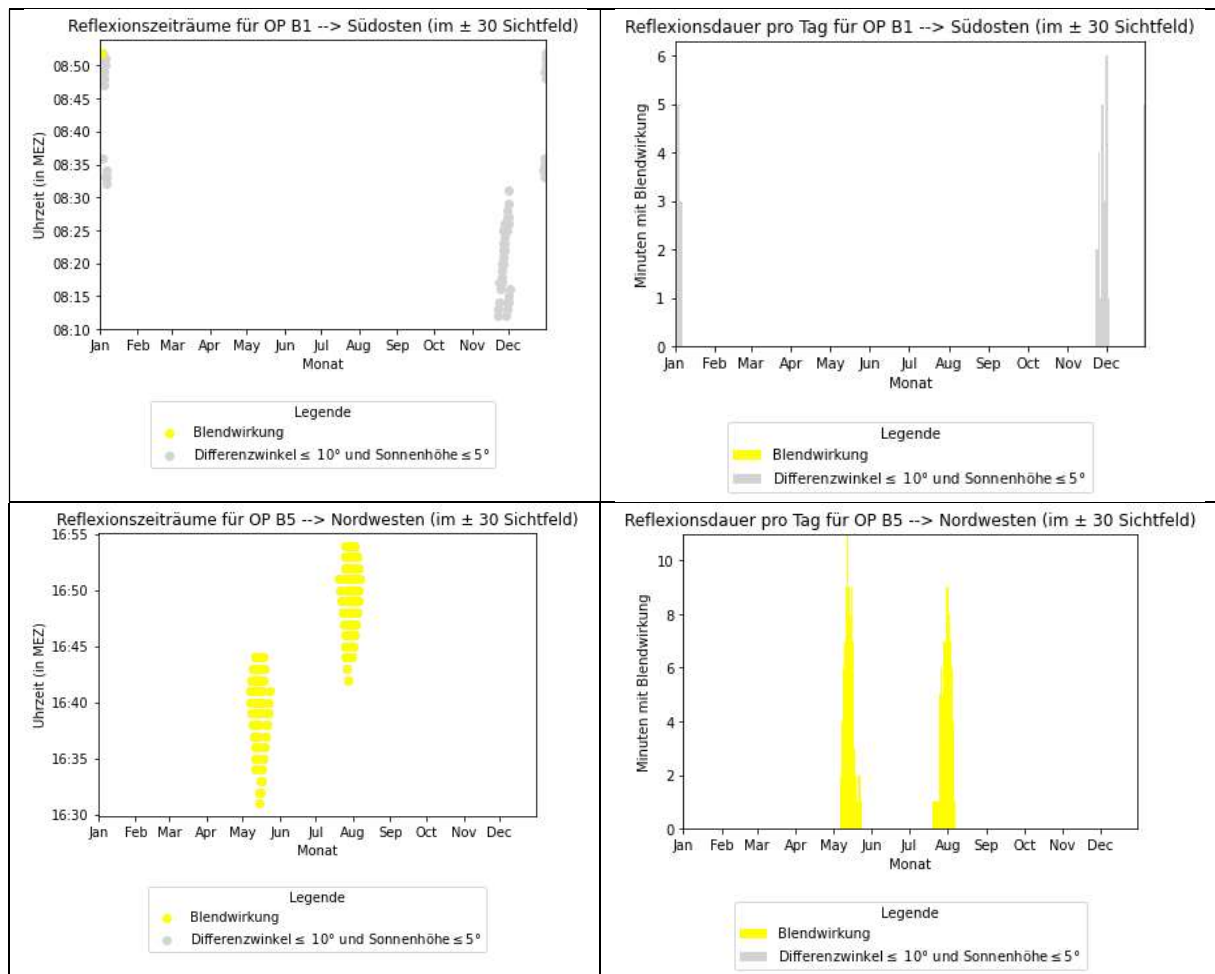 Reflexionszeiträume für OP B1 --> Südosten (im ± 30 Sichtfeld)
08:50
08:45
08:40
08:35
08:30
08:25
08:20
08:15
08:10
Uhrzeit (in MEZ)
Jan Feb Mar Apr May Jun Jul Aug Sep Oct Nov Dec
Monat
Legende
Blendwirkung
Differenzwinkel ≤ 10° und Sonnenhöhe ≤ 5°
Reflexionsdauer pro Tag für OP B1 --> Südosten (im ± 30 Sichtfeld)
6
5
4
3
2
1
0
Minuten mit Blendwirkung
Jan Feb Mar Apr May Jun Jul Aug Sep Oct Nov Dec
Monat
Legende
Blendwirkung
Differenzwinkel ≤ 10° und Sonnenhöhe ≤ 5°
Reflexionszeiträume für OP B5 --> Nordwesten (im ± 30 Sichtfeld)
16:55
16:50
16:45
16:40
16:35
16:30
Uhrzeit (in MEZ)
Jan Feb Mar Apr May Jun Jul Aug Sep Oct Nov Dec
Monat
Legende
Blendwirkung
Differenzwinkel ≤ 10° und Sonnenhöhe ≤ 5°
Reflexionsdauer pro Tag für OP B5 --> Nordwesten (im ± 30 Sichtfeld)
10
8
6
4
2
0
Minuten mit Blendwirkung
Jan Feb Mar Apr May Jun Jul Aug Sep Oct Nov Dec
Monat
Legende
Blendwirkung
Differenzwinkel ≤ 10° und Sonnenhöhe ≤ 5°